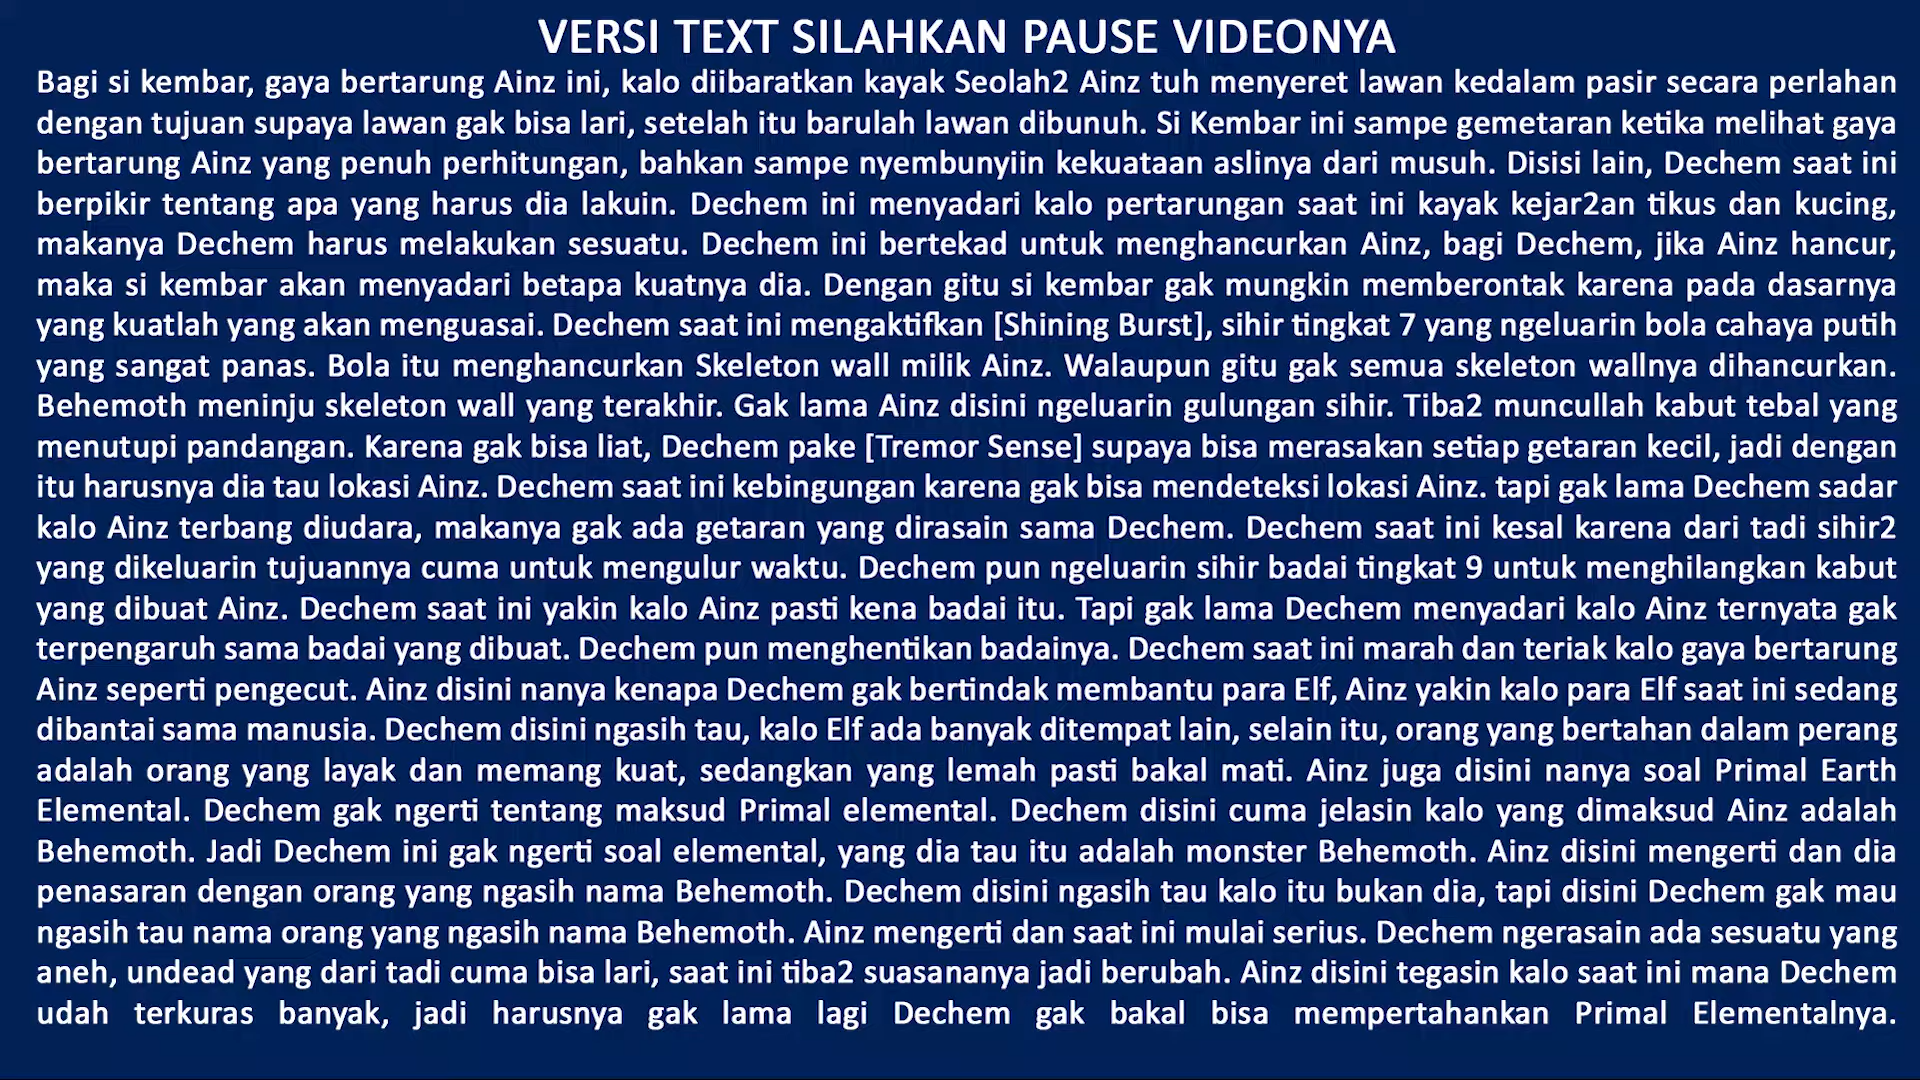 VERSI TEXT SILAHKAN PAUSE VIDEONYA
Bagi si kembar, gaya bertarung Ainz ini, kalo diibaratkan kayak Seolah2 Ainz tuh menyeret lawan kedalam pasir secara perlahan
dengan tujuan supaya lawan gak bisa lari, setelah itu barulah lawan dibunuh. Si Kembar ini sampe gemetaran ketika melihat gaya
bertarung Ainz yang penuh perhitungan, bahkan sampe nyembunyiin kekuataan aslinya dari musuh. Disisi lain, Dechem saat ini
berpikir tentang apa yang harus dia lakuin. Dechem ini menyadari kalo pertarungan saat ini kayak kejar2an tikus dan kucing,
makanya Dechem harus melakukan sesuatu. Dechem ini bertekad untuk menghancurkan Ainz, bagi Dechem, jika Ainz hancur,
maka si kembar akan menyadari betapa kuatnya dia. Dengan gitu si kembar gak mungkin memberontak karena pada dasarnya
yang kuatlah yang akan menguasai. Dechem saat ini mengaktifkan [Shining Burst], sihir tingkat 7 yang ngeluarin bola cahaya putih
yang sangat panas. Bola itu menghancurkan Skeleton wall milik Ainz. Walaupun gitu gak semua skeleton wallnya dihancurkan.
Behemoth meninju skeleton wall yang terakhir. Gak lama Ainz disini ngeluarin gulungan sihir. Tiba2 muncullah kabut tebal yang
menutupi pandangan. Karena gak bisa liat, Dechem pake [Tremor Sense] supaya bisa merasakan setiap getaran kecil, jadi dengan
itu harusnya dia tau lokasi Ainz. Dechem saat ini kebingungan karena gak bisa mendeteksi lokasi Ainz. tapi gak lama Dechem sadar
kalo Ainz terbang diudara, makanya gak ada getaran yang dirasain sama Dechem. Dechem saat ini kesal karena dari tadi sihir2
yang dikeluarin tujuannya cuma untuk mengulur waktu. Dechem pun ngeluarin sihir badai tingkat 9 untuk menghilangkan kabut
yang dibuat Ainz. Dechem saat ini yakin kalo Ainz pasti kena badai itu. Tapi gak lama Dechem menyadari kalo Ainz ternyata gak
terpengaruh sama badai yang dibuat. Dechem pun menghentikan badainya. Dechem saat ini marah dan teriak kalo gaya bertarung
Ainz seperti pengecut. Ainz disini nanya kenapa Dechem gak bertindak membantu para Elf, Ainz yakin kalo para Elf saat ini sedang
dibantai sama manusia. Dechem disini ngasih tau, kalo Elf ada banyak ditempat lain, selain itu, orang yang bertahan dalam perang
adalah orang yang layak dan memang kuat, sedangkan yang lemah pasti bakal mati. Ainz juga disini nanya soal Primal Earth
Elemental. Dechem gak ngerti tentang maksud Primal elemental. Dechem disini cuma jelasin kalo yang dimaksud Ainz adalah
Behemoth. Jadi Dechem ini gak ngerti soal elemental, yang dia tau itu adalah monster Behemoth. Ainz disini mengerti dan dia
penasaran dengan orang yang ngasih nama Behemoth. Dechem disini ngasih tau kalo itu bukan dia, tapi disini Dechem gak mau
ngasih tau nama orang yang ngasih nama Behemoth. Ainz mengerti dan saat ini mulai serius. Dechem ngerasain ada sesuatu yang
aneh, undead yang dari tadi cuma bisa lari, saat ini tiba2 suasananya jadi berubah. Ainz disini tegasin kalo saat ini mana Dechem
udah terkuras banyak, jadi harusnya gak lama lagi Dechem gak bakal bisa mempertahankan Primal Elementalnya.